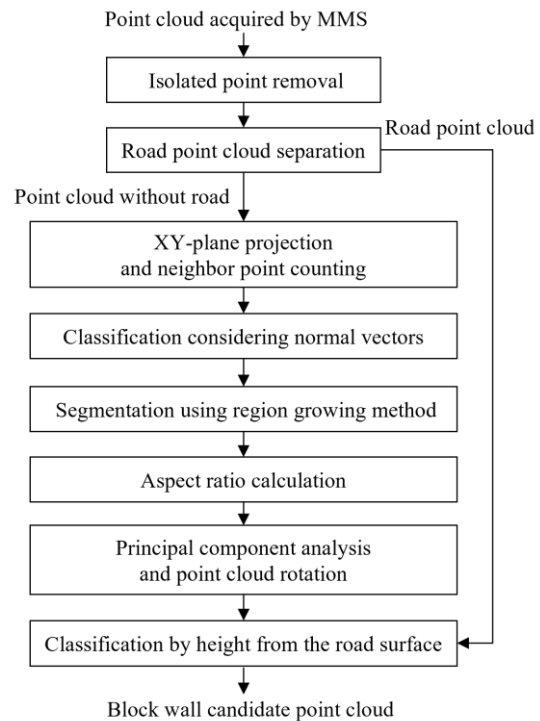 Point cloud acquired by MMS
Isolated point removal
Road point cloud
Road point cloud separation
Point cloud without road
XY-plane projection
and neighbor point counting
Classification considering normal vectors
Segmentation using region growing method
Aspect ratio calculation
Principal component analysis
and point cloud rotation
Classification by height from the road surface
Block wall candidate point cloud